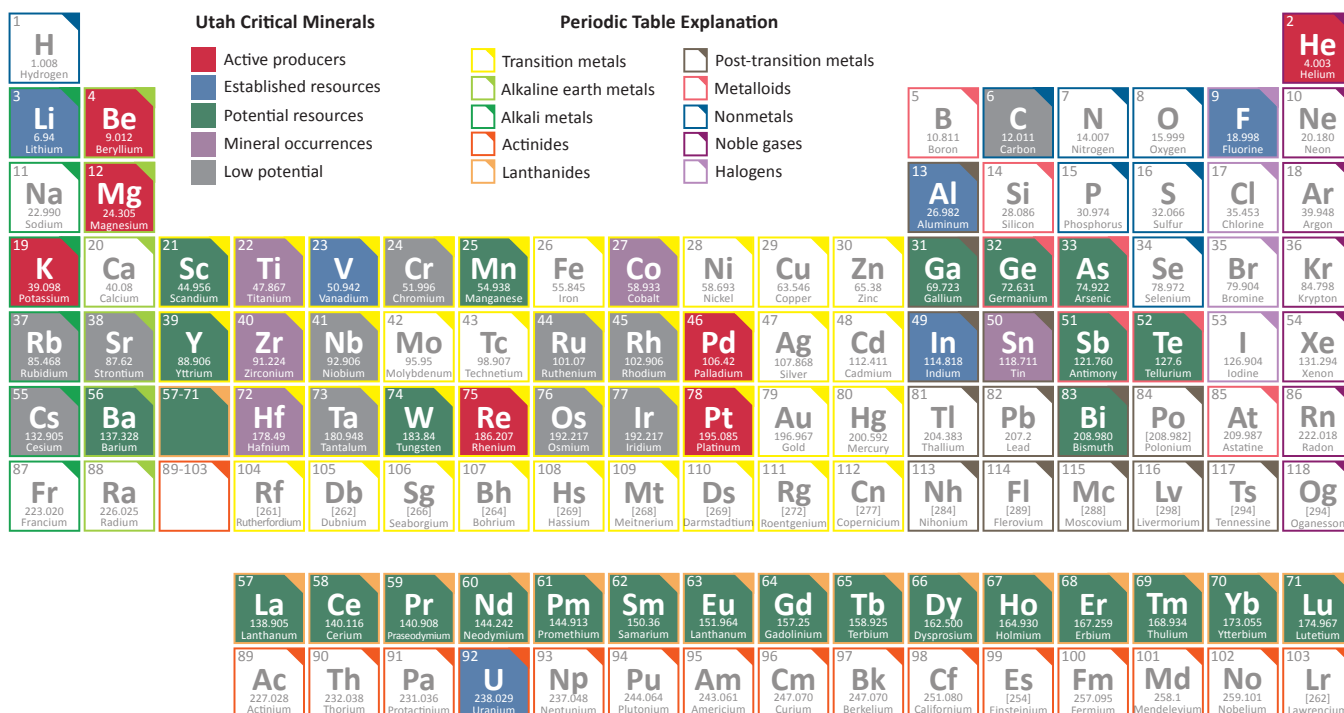 Utah Critical Minerals
Periodic Table Explanation
Active producers
Established resources
Potential resources
Mineral occurrences
Low potential
Transition metals
Alkaline earth metals
Alkali metals
Actinides
Lanthanides
Post-transition metals
Metalloids
Nonmetals
Noble gases
Halogens
1
H
1.008
Hydrogen
2
He
4.003
Helium
3
Li
6.94
Lithium
4
Be
9.012
Beryllium
5
B
10.811
Boron
6
C
12.011
Carbon
7
N
14.007
Nitrogen
8
O
15.999
Oxygen
9
F
18.998
Fluorine
10
Ne
20.180
Neon
11
Na
22.990
Sodium
12
Mg
24.305
Magnesium
13
Al
26.982
Aluminum
14
Si
28.086
Silicon
15
P
30.974
Phosphorus
16
S
32.066
Sulfur
17
Cl
35.453
Chlorine
18
Ar
39.948
Argon
19
K
39.098
Potassium
20
Ca
40.08
Calcium
21
Sc
44.956
Scandium
22
Ti
47.867
Titanium
23
V
50.942
Vanadium
24
Cr
51.996
Chromium
25
Mn
54.938
Manganese
26
Fe
55.845
Iron
27
Co
58.933
Cobalt
28
Ni
58.693
Nickel
29
Cu
63.546
Copper
30
Zn
65.38
Zinc
31
Ga
69.723
Gallium
32
Ge
72.631
Germanium
33
As
74.922
Arsenic
34
Se
78.972
Selenium
35
Br
79.904
Bromine
36
Kr
84.798
Krypton
37
Rb
85.468
Rubidium
38
Sr
87.62
Strontium
39
Y
88.906
Yttrium
40
Zr
91.224
Zirconium
41
Nb
92.906
Niobium
42
Mo
95.95
Molybdenum
43
Tc
98.907
Technetium
44
Ru
101.07
Ruthenium
45
Rh
102.906
Rhodium
46
Pd
106.42
Palladium
47
Ag
107.868
Silver
48
Cd
112.411
Cadmium
49
In
114.818
Indium
50
Sn
118.711
Tin
51
Sb
121.760
Antimony
52
Te
127.6
Tellurium
53
I
126.904
Iodine
54
Xe
131.294
Xenon
55
Cs
132.905
Cesium
56
Ba
137.328
Barium
57-71
72
Hf
178.49
Hafnium
73
Ta
180.948
Tantalum
74
W
183.84
Tungsten
75
Re
186.207
Rhenium
76
Os
192.217
Osmium
77
Ir
192.217
Iridium
78
Pt
195.085
Platinum
79
Au
196.967
Gold
80
Hg
200.592
Mercury
81
Tl
204.383
Thallium
82
Pb
207.2
Lead
83
Bi
208.980
Bismuth
84
Po
[208.982]
Polonium
85
At
209.987
Astatine
86
Rn
222.018
Radon
87
Fr
223.020
Francium
88
Ra
226.025
Radium
89-103
104
Rf
[261]
Rutherfordium
105
Db
[262]
Dubnium
106
Sg
[266]
Seaborgium
107
Bh
[264]
Bohrium
108
Hs
[269]
Hassium
109
Mt
[268]
Meitnerium
110
Ds
[269]
Darmstadtium
111
Rg
[272]
Roentgenium
112
Cn
[277]
Copernicium
113
Nh
[284]
Nihonium
114
Fl
[289]
Flerovium
115
Mc
[288]
Moscovium
116
Lv
[298]
Livermorium
117
Ts
[294]
Tennessine
118
Og
[294]
Oganesson
57
La
138.905
Lanthanum
58
Ce
140.116
Cerium
59
Pr
140.908
Praseodymium
60
Nd
144.242
Neodymium
61
Pm
144.913
Promethium
62
Sm
150.36
Samarium
63
Eu
151.964
Lanthanum
64
Gd
157.25
Gadolinium
65
Tb
158.925
Terbium
66
Dy
162.500
Dysprosium
67
Ho
164.930
Holmium
68
Er
167.259
Erbium
69
Tm
168.934
Thulium
70
Yb
173.055
Ytterbium
71
Lu
174.967
Lutetium
89
Ac
227.028
Actinium
90
Th
232.038
Thorium
91
Pa
231.036
Protactinium
92
U
238.029
Uranium
93
Np
237.048
Neptunium
94
Pu
244.064
Plutonium
95
Am
243.061
Americium
96
Cm
247.070
Curium
97
Bk
247.070
Berkelium
98
Cf
251.080
Californium
99
Es
[254]
Einsteinium
100
Fm
257.095
Fermium
101
Md
258.1
Mendelevium
102
No
259.101
Nobelium
103
Lr
[262]
Lawrencium